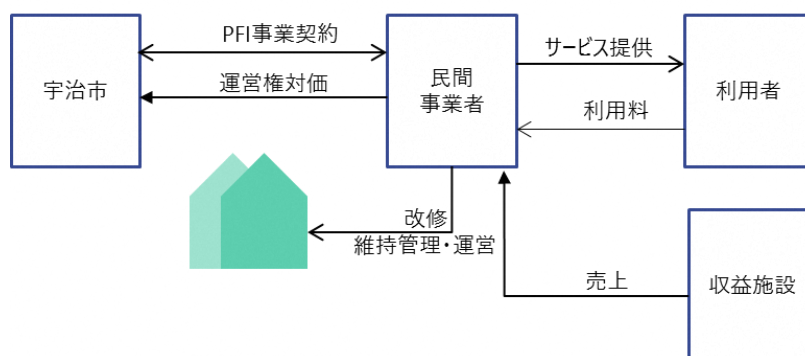 PFI事業契約
宇治市
運営権対価
民間
事業者
サービス提供
利用料
利用者
改修
維持管理・運営
売上
収益施設